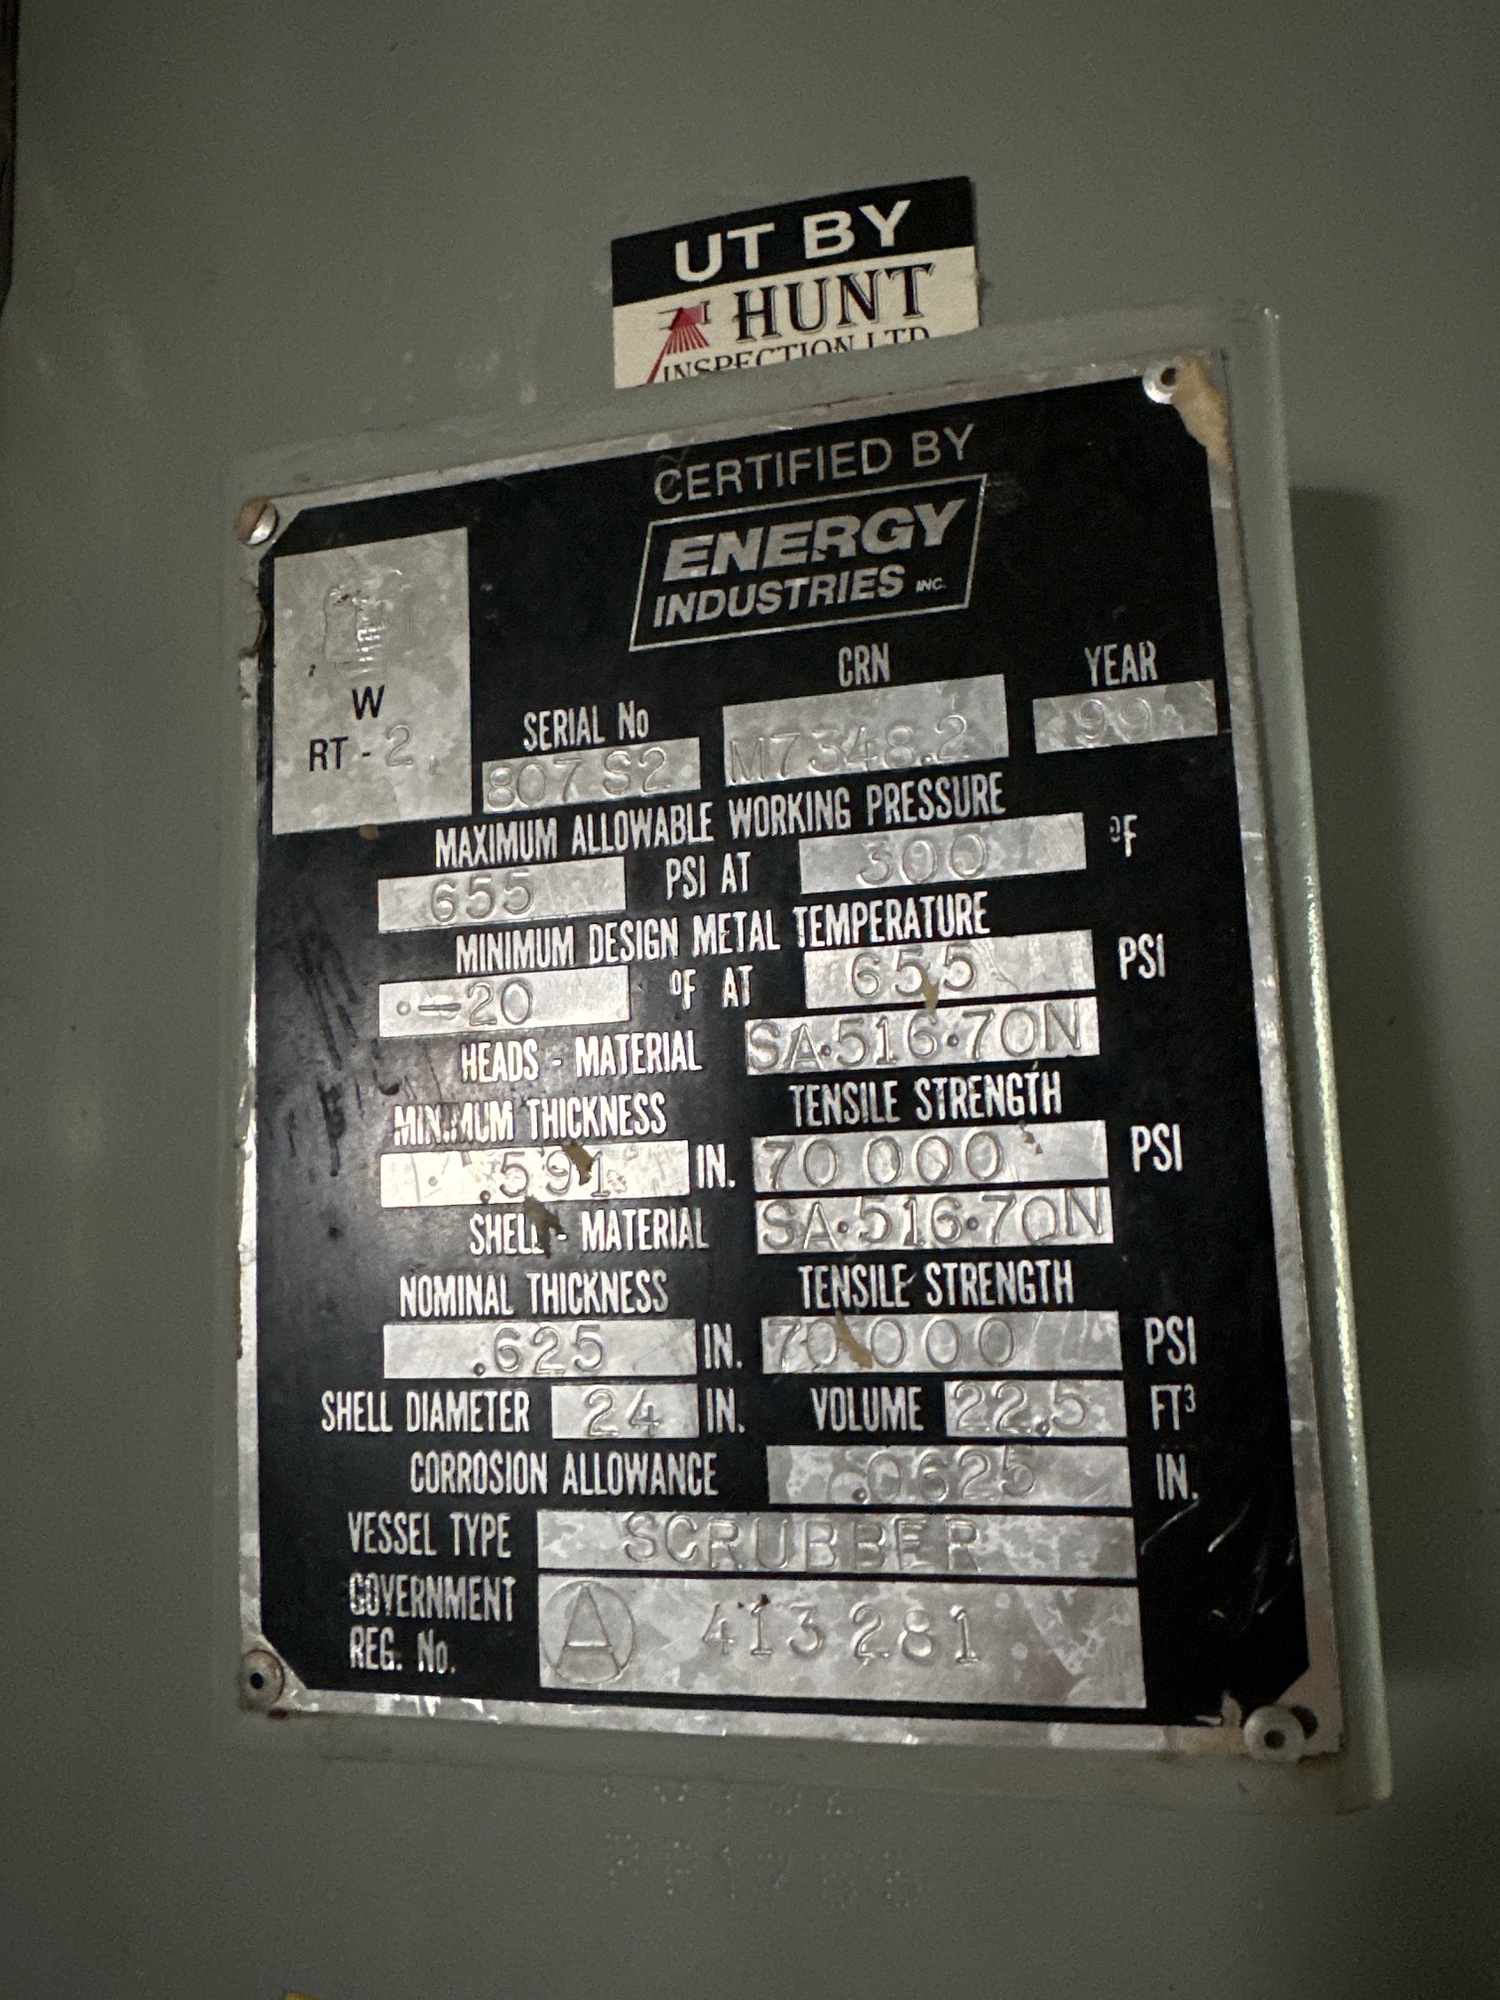 UT BY
HUNT
INSPECTION LTD
CERTIFIED BY
ENERGY
INDUSTRIES INC.
W
RT - 2
SERIAL No CRN YEAR
807 S2 M7348.2 99
MAXIMUM ALLOWABLE WORKING PRESSURE
655 PSI AT 300 °F
MINIMUM DESIGN METAL TEMPERATURE
-20 °F AT 655 PSI
HEADS - MATERIAL SA·516·70N
MINIMUM THICKNESS TENSILE STRENGTH
.591 IN. 70 000 PSI
SHELL - MATERIAL SA·516·70N
NOMINAL THICKNESS TENSILE STRENGTH
.625 IN. 70 000 PSI
SHELL DIAMETER 24 IN. VOLUME 22.5 FT³
CORROSION ALLOWANCE .0625 IN.
VESSEL TYPE SCRUBBER
GOVERNMENT
REG. No. A 413281